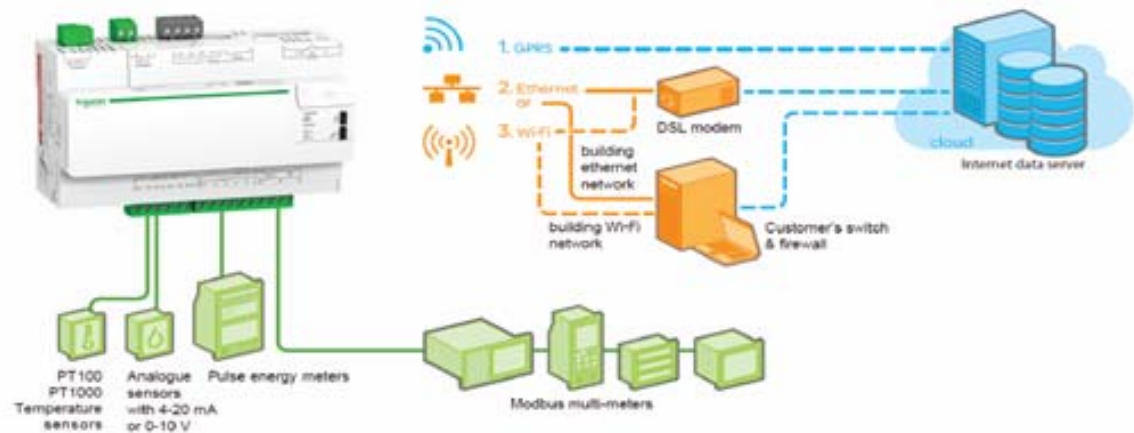 1. GPRS
2. Ethernet
or
3. Wi-Fi
DSL modem
cloud
Internet data server
building
ethernet
network
building Wi-Fi
network
Customer's switch
& firewall
PT100
PT1000
Temperature
sensors
Analogue
sensors
with 4-20 mA
or 0-10 V
Pulse energy meters
Modbus multi-meters